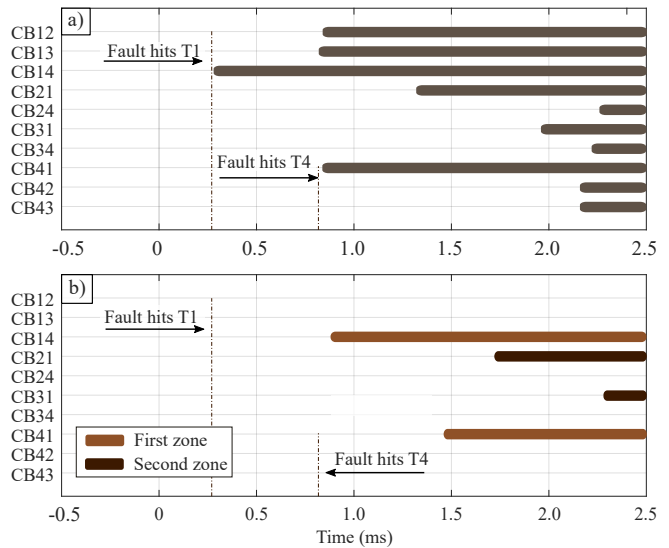 a)
CB12
CB13
CB14
CB21
CB24
CB31
CB34
CB41
CB42
CB43
Fault hits T1
Fault hits T4
-0.5 0 0.5 1.0 1.5 2.0 2.5
b)
CB12
CB13
CB14
CB21
CB24
CB31
CB34
CB41
CB42
CB43
Fault hits T1
First zone
Second zone
Fault hits T4
-0.5 0 0.5 1.0 1.5 2.0 2.5
Time (ms)